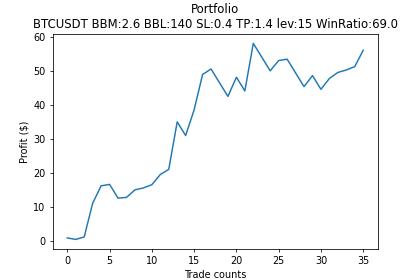 Portfolio
BTCUSDT BBM:2.6 BBL:140 SL:0.4 TP:1.4 lev:15 WinRatio:69.0
60
50
40
30
20
10
0
Profit ($)
0 5 10 15 20 25 30 35
Trade counts